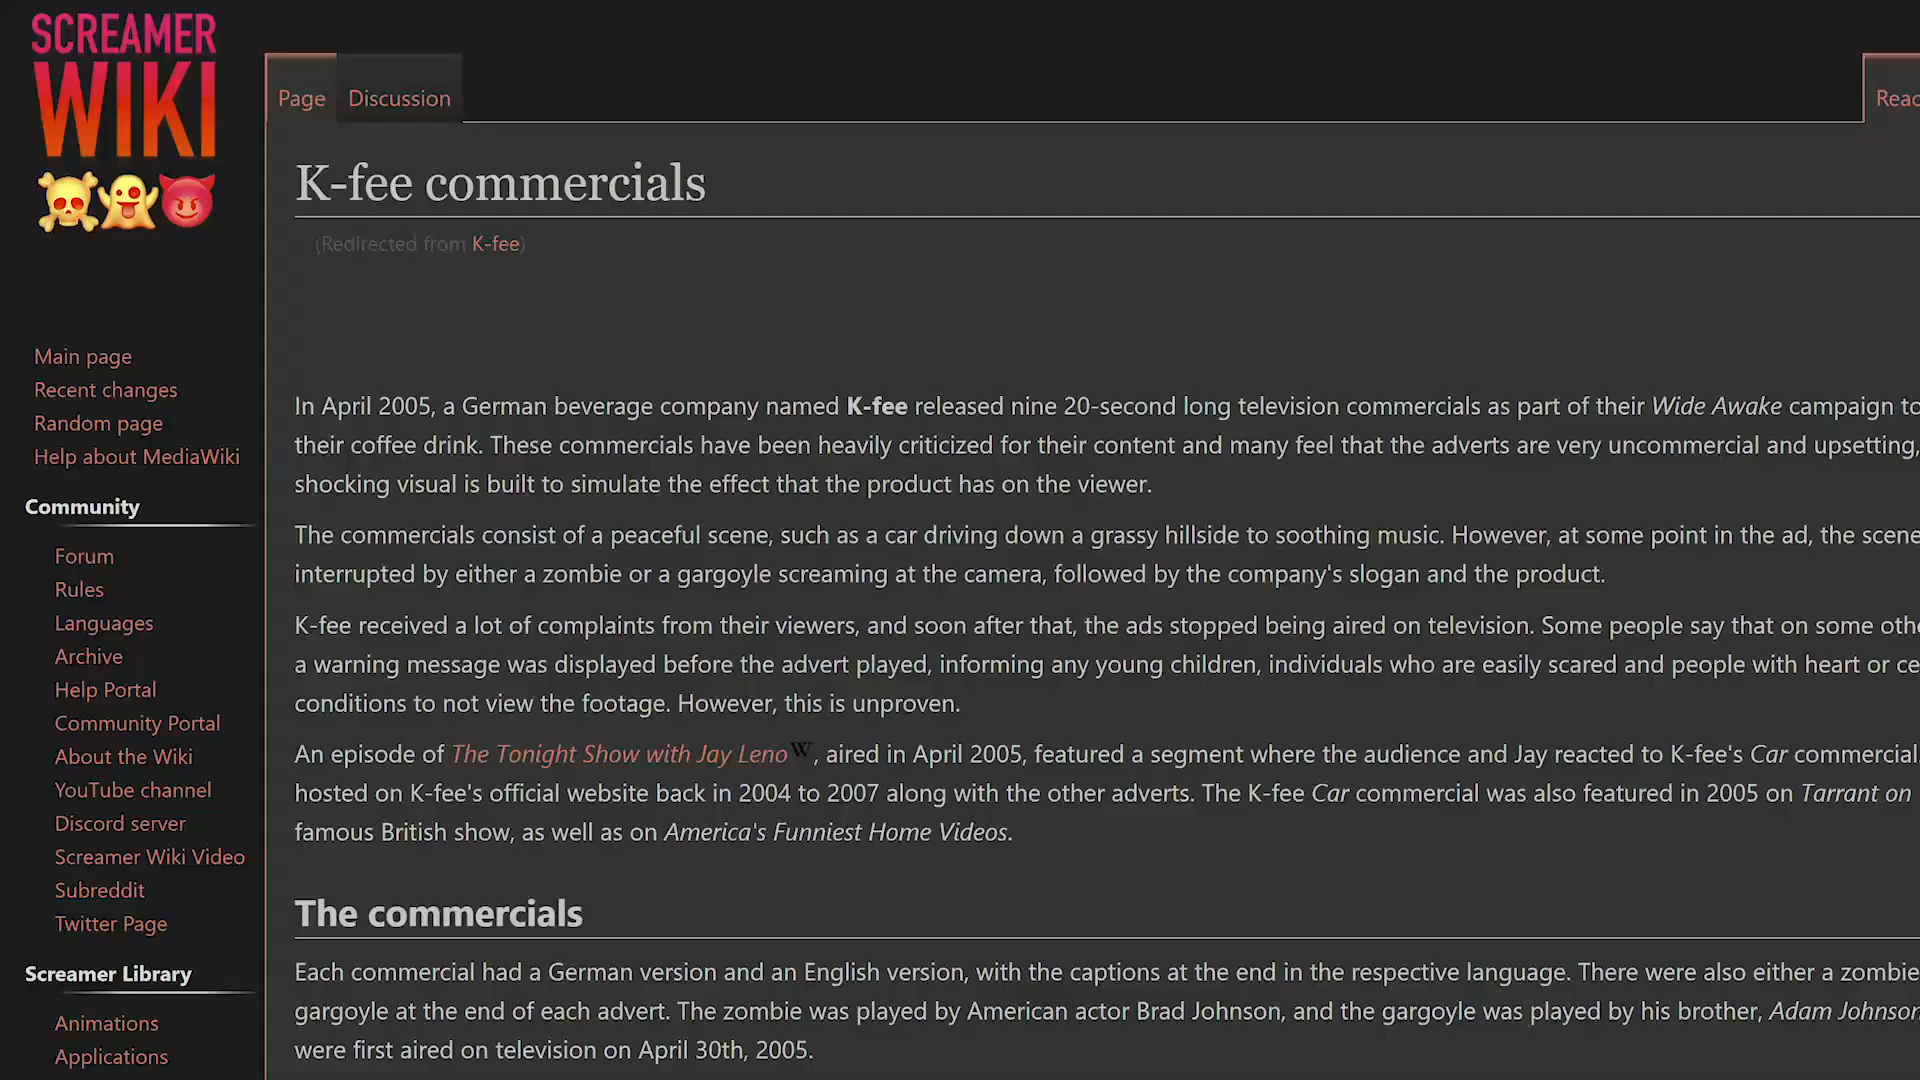 SCREAMER
WIKI
Page
Discussion
Read
K-fee commercials
(Redirected from K-fee)
Main page
Recent changes
Random page
Help about MediaWiki
Community
Forum
Rules
Languages
Archive
Help Portal
Community Portal
About the Wiki
YouTube channel
Discord server
Screamer Wiki Video
Subreddit
Twitter Page
Screamer Library
Animations
Applications
In April 2005, a German beverage company named K-fee released nine 20-second long television commercials as part of their Wide Awake campaign to
their coffee drink. These commercials have been heavily criticized for their content and many feel that the adverts are very uncommercial and upsetting,
shocking visual is built to simulate the effect that the product has on the viewer.
The commercials consist of a peaceful scene, such as a car driving down a grassy hillside to soothing music. However, at some point in the ad, the scene
interrupted by either a zombie or a gargoyle screaming at the camera, followed by the company's slogan and the product.
K-fee received a lot of complaints from their viewers, and soon after that, the ads stopped being aired on television. Some people say that on some
a warning message was displayed before the advert played, informing any young children, individuals who are easily scared and people with heart or
conditions to not view the footage. However, this is unproven.
An episode of The Tonight Show with Jay Leno W, aired in April 2005, featured a segment where the audience and Jay reacted to K-fee's Car commercial
hosted on K-fee's official website back in 2004 to 2007 along with the other adverts. The K-fee Car commercial was also featured in 2005 on Tarrant on
famous British show, as well as on America's Funniest Home Videos.
The commercials
Each commercial had a German version and an English version, with the captions at the end in the respective language. There were also either a zombie
gargoyle at the end of each advert. The zombie was played by American actor Brad Johnson, and the gargoyle was played by his brother, Adam Johnson
were first aired on television on April 30th, 2005.